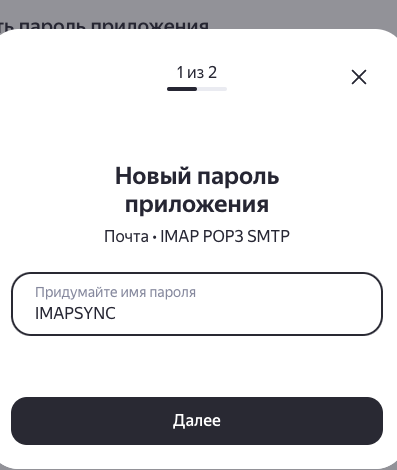 ть пароль приложения
1 из 2
Новый пароль
приложения
Почта • IMAP POP3 SMTP
Придумайте имя пароля
IMAPSYNC
Далее